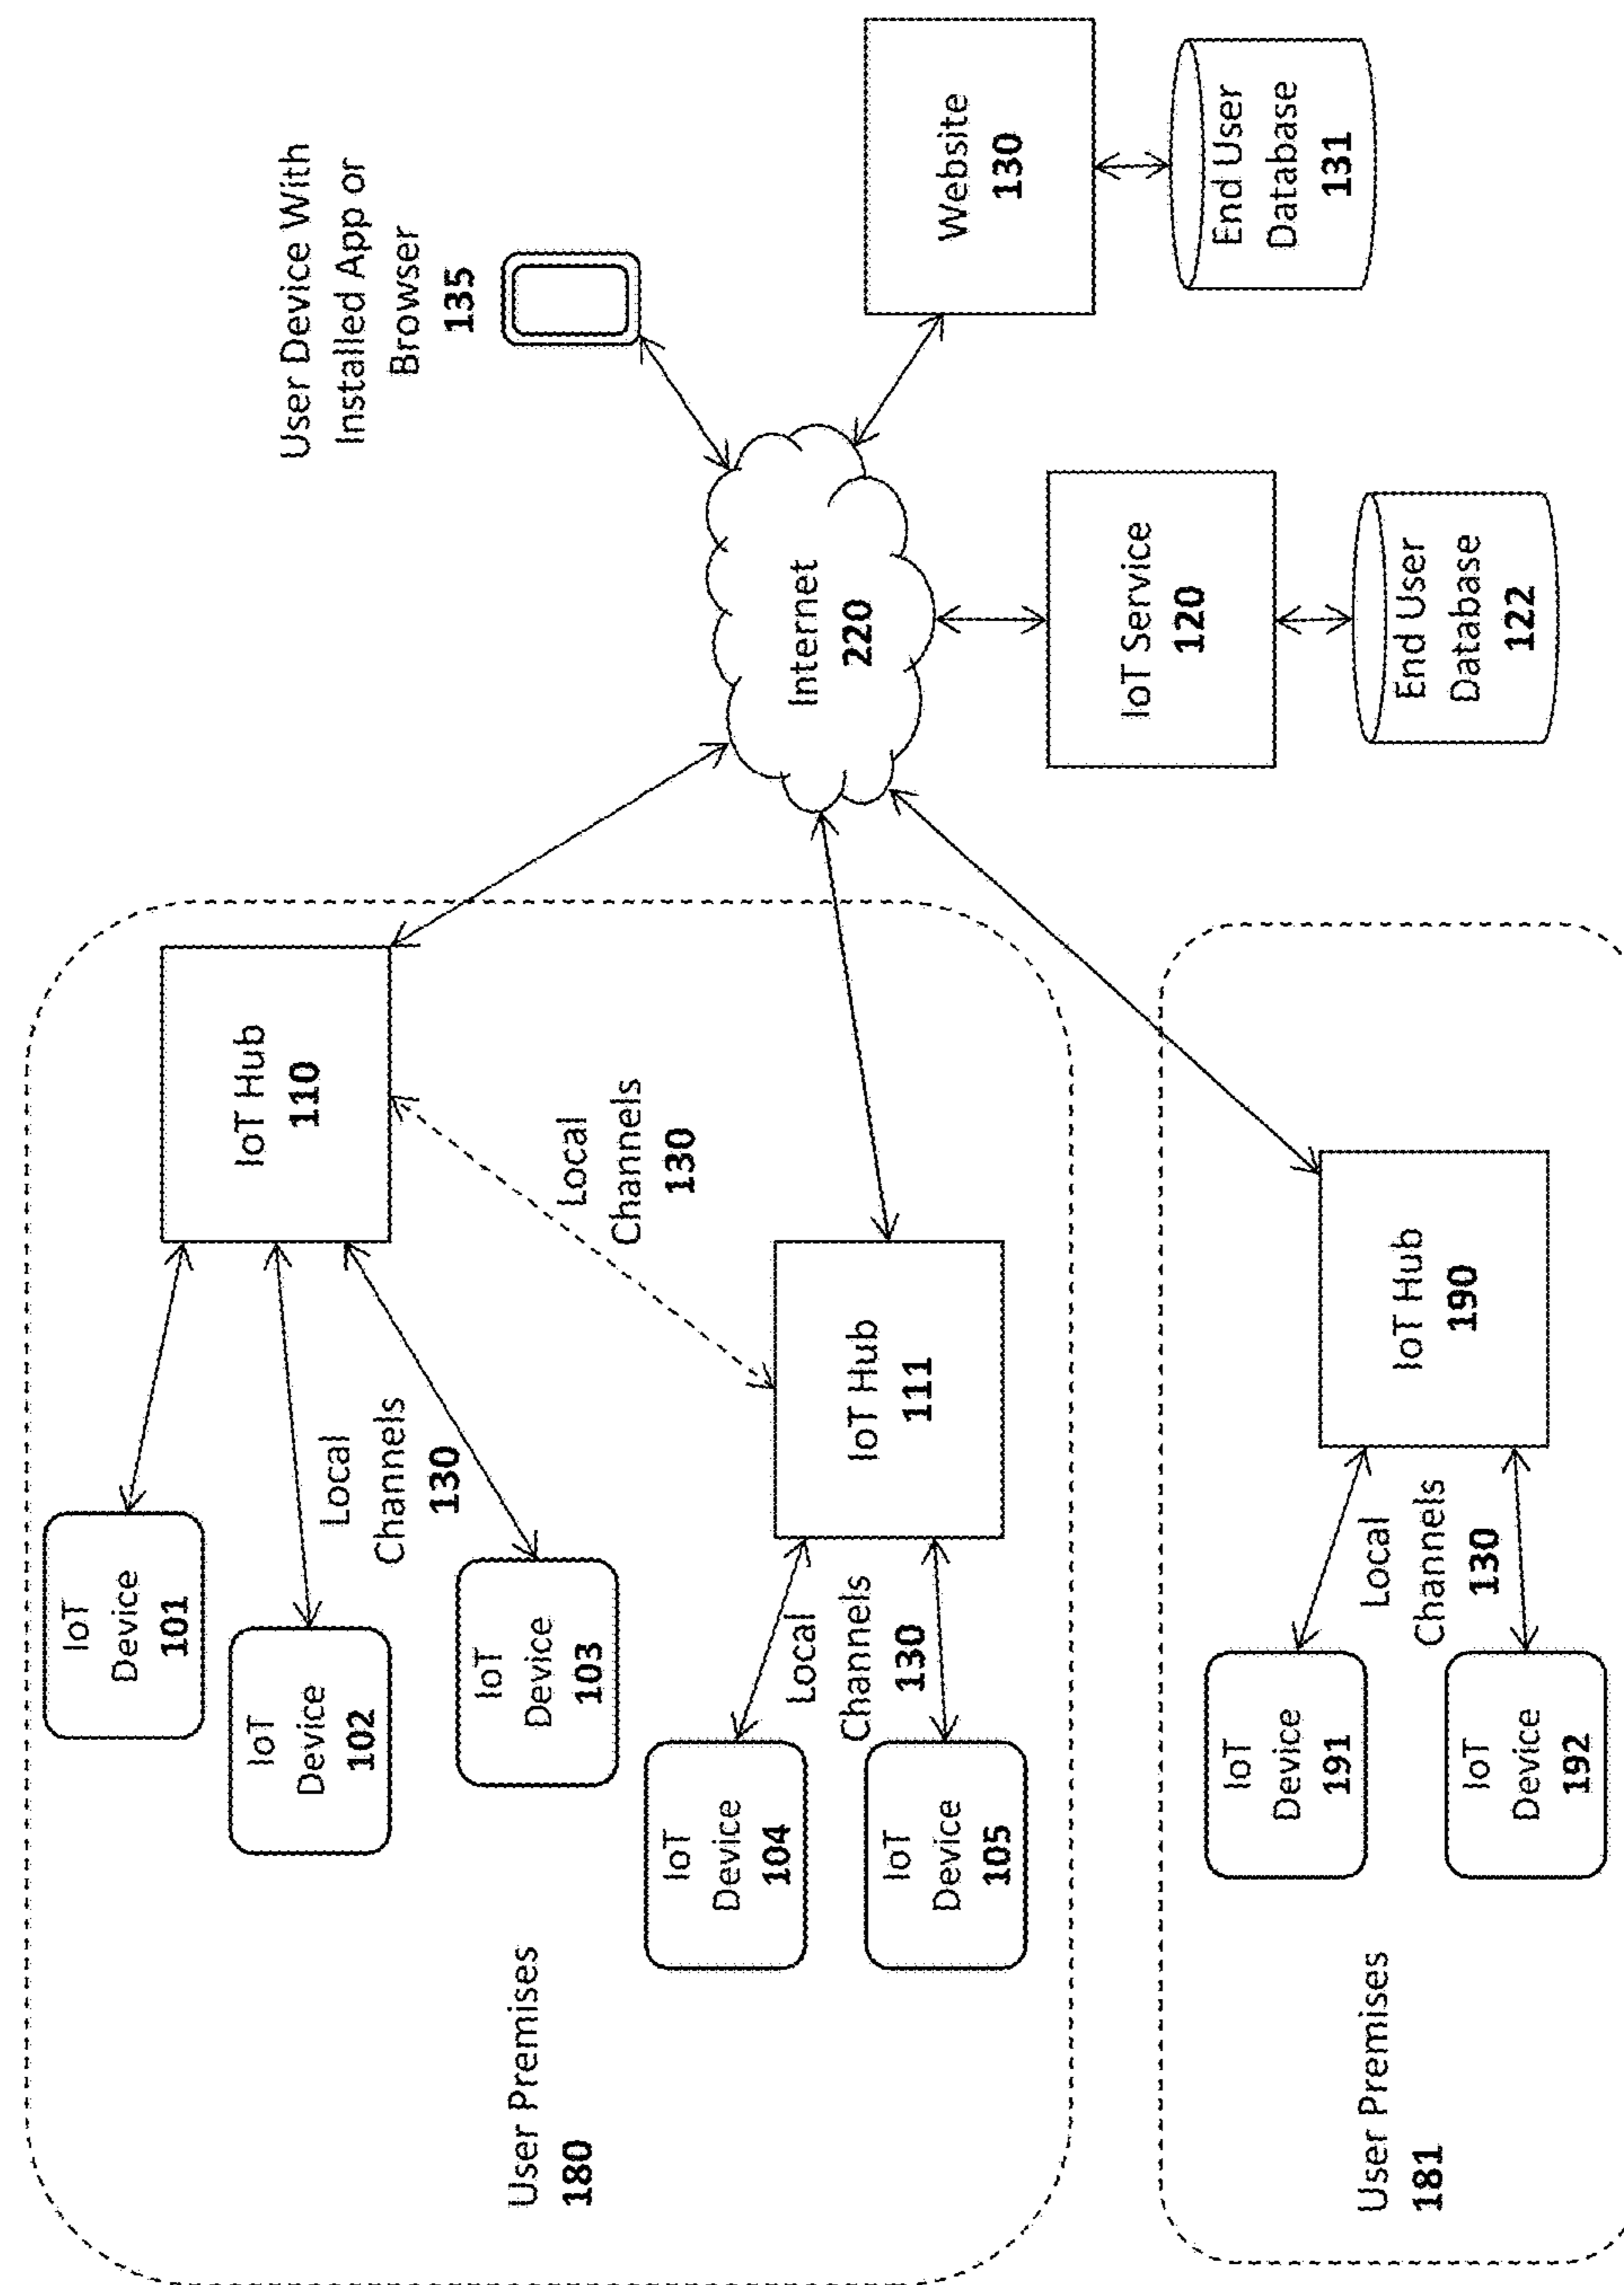 User Device With
Installed App or
Browser
135
Website
130
End User
Database
131
Internet
220
IoT Service
120
End User
Database
122
IoT Hub
110
Local
Channels
130
IoT Hub
111
IoT
Device
101
IoT
Device
102
IoT
Device
103
Local
Channels
130
IoT
Device
104
IoT
Device
105
Local
Channels
130
User Premises
180
IoT Hub
190
Local
Channels
130
IoT
Device
191
IoT
Device
192
User Premises
181